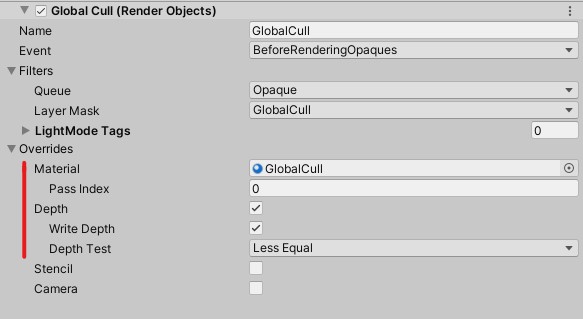 Global Cull (Render Objects)
Name GlobalCull
Event BeforeRenderingOpaques
Filters
Queue Opaque
Layer Mask GlobalCull
LightMode Tags 0
Overrides
Material GlobalCull
Pass Index 0
Depth
Write Depth
Depth Test Less Equal
Stencil
Camera